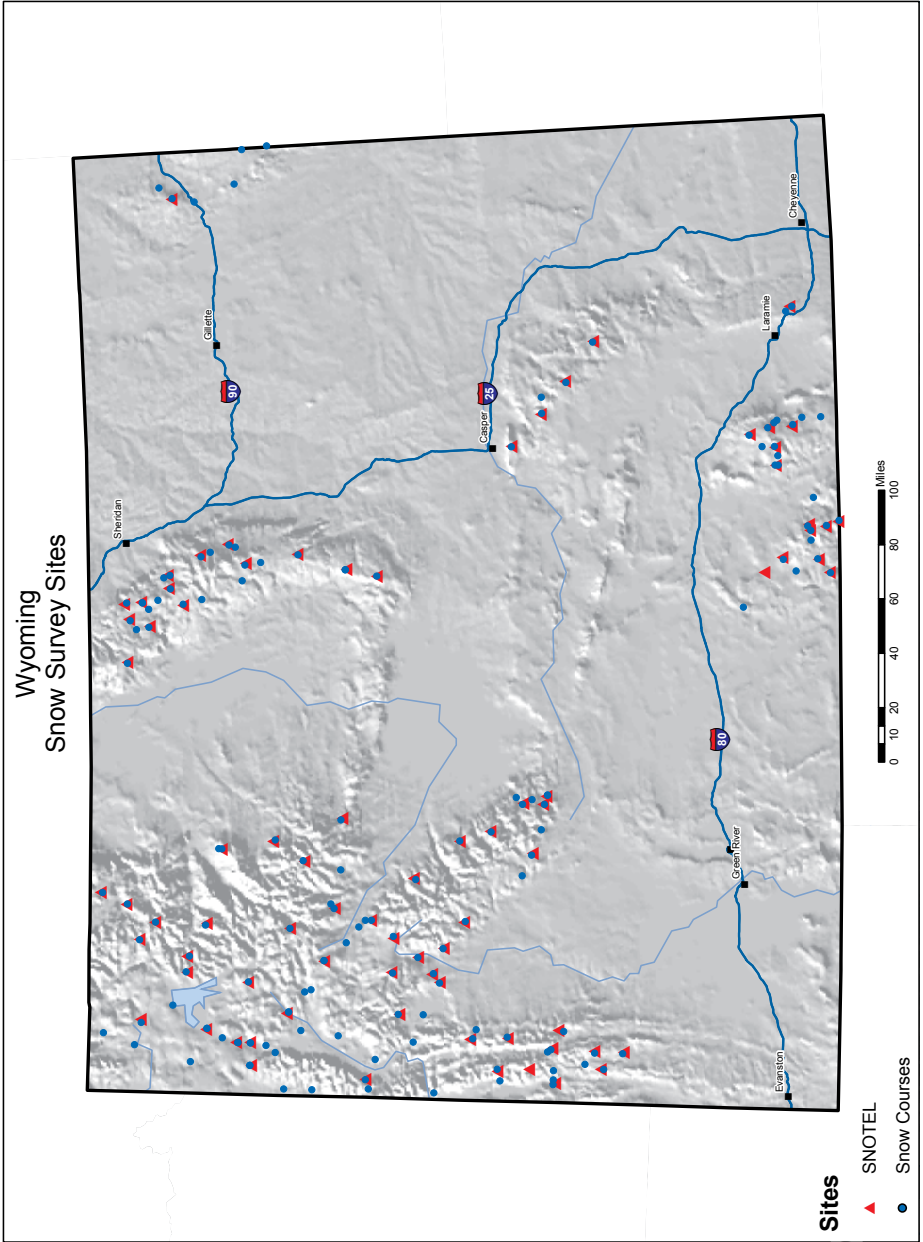 Wyoming
Snow Survey Sites
Sheridan
Gillette
90
Casper
25
Laramie
Cheyenne
80
Green River
Evanston
0 10 20 40 60 80 100
Miles
Sites
SNOTEL
Snow Courses